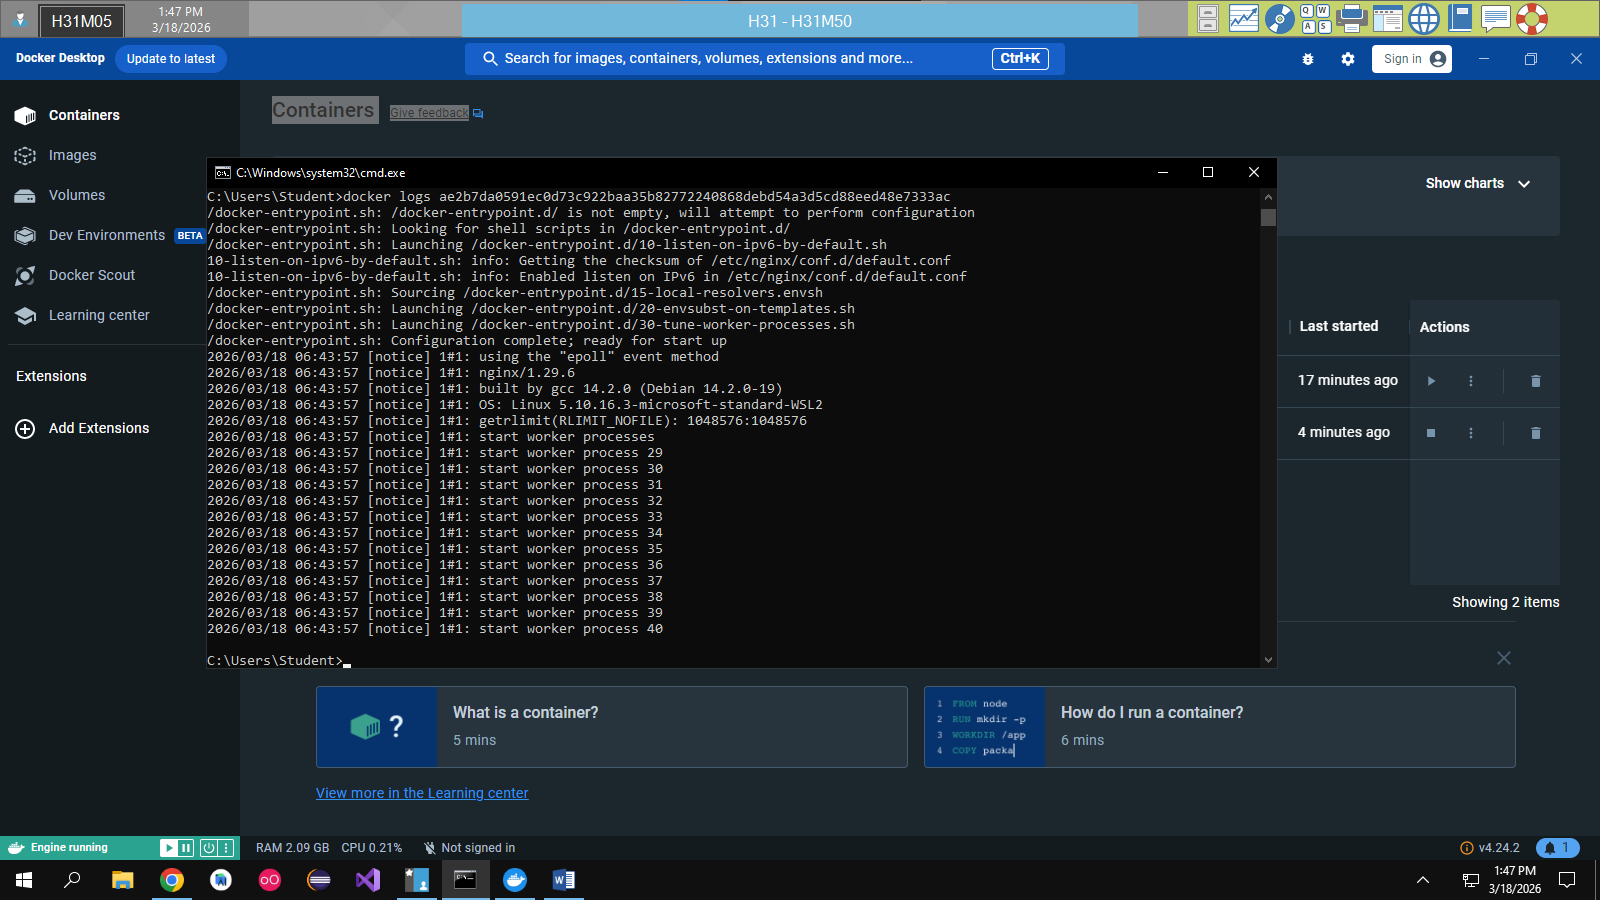 H31M05
1:47 PM
3/18/2026
H31 - H31M50
Q W
A S
Docker Desktop
Update to latest
Search for images, containers, volumes, extensions and more...
Ctrl+K
Sign in
Containers
Images
Volumes
Dev Environments BETA
Docker Scout
Learning center
Extensions
Add Extensions
Containers
Give feedback
Show charts
Last started
Actions
17 minutes ago
4 minutes ago
Showing 2 items
C:\Windows\system32\cmd.exe
C:\Users\Student>docker logs ae2b7da0591ec0d73c922baa35b82772240868debd54a3d5cd88eed48e7333ac
/docker-entrypoint.sh: /docker-entrypoint.d/ is not empty, will attempt to perform configuration
/docker-entrypoint.sh: Looking for shell scripts in /docker-entrypoint.d/
/docker-entrypoint.sh: Launching /docker-entrypoint.d/10-listen-on-ipv6-by-default.sh
10-listen-on-ipv6-by-default.sh: info: Getting the checksum of /etc/nginx/conf.d/default.conf
10-listen-on-ipv6-by-default.sh: info: Enabled listen on IPv6 in /etc/nginx/conf.d/default.conf
/docker-entrypoint.sh: Sourcing /docker-entrypoint.d/15-local-resolvers.envsh
/docker-entrypoint.sh: Launching /docker-entrypoint.d/20-envsubst-on-templates.sh
/docker-entrypoint.sh: Launching /docker-entrypoint.d/30-tune-worker-processes.sh
/docker-entrypoint.sh: Configuration complete; ready for start up
2026/03/18 06:43:57 [notice] 1#1: using the "epoll" event method
2026/03/18 06:43:57 [notice] 1#1: nginx/1.29.6
2026/03/18 06:43:57 [notice] 1#1: built by gcc 14.2.0 (Debian 14.2.0-19)
2026/03/18 06:43:57 [notice] 1#1: OS: Linux 5.10.16.3-microsoft-standard-WSL2
2026/03/18 06:43:57 [notice] 1#1: getrlimit(RLIMIT_NOFILE): 1048576:1048576
2026/03/18 06:43:57 [notice] 1#1: start worker processes
2026/03/18 06:43:57 [notice] 1#1: start worker process 29
2026/03/18 06:43:57 [notice] 1#1: start worker process 30
2026/03/18 06:43:57 [notice] 1#1: start worker process 31
2026/03/18 06:43:57 [notice] 1#1: start worker process 32
2026/03/18 06:43:57 [notice] 1#1: start worker process 33
2026/03/18 06:43:57 [notice] 1#1: start worker process 34
2026/03/18 06:43:57 [notice] 1#1: start worker process 35
2026/03/18 06:43:57 [notice] 1#1: start worker process 36
2026/03/18 06:43:57 [notice] 1#1: start worker process 37
2026/03/18 06:43:57 [notice] 1#1: start worker process 38
2026/03/18 06:43:57 [notice] 1#1: start worker process 39
2026/03/18 06:43:57 [notice] 1#1: start worker process 40
C:\Users\Student>
What is a container?
5 mins
1 FROM node
2 RUN mkdir -p
3 WORKDIR /app
4 COPY packa
How do I run a container?
6 mins
View more in the Learning center
Engine running
RAM 2.09 GB CPU 0.21% Not signed in
v4.24.2
1
1:47 PM
3/18/2026